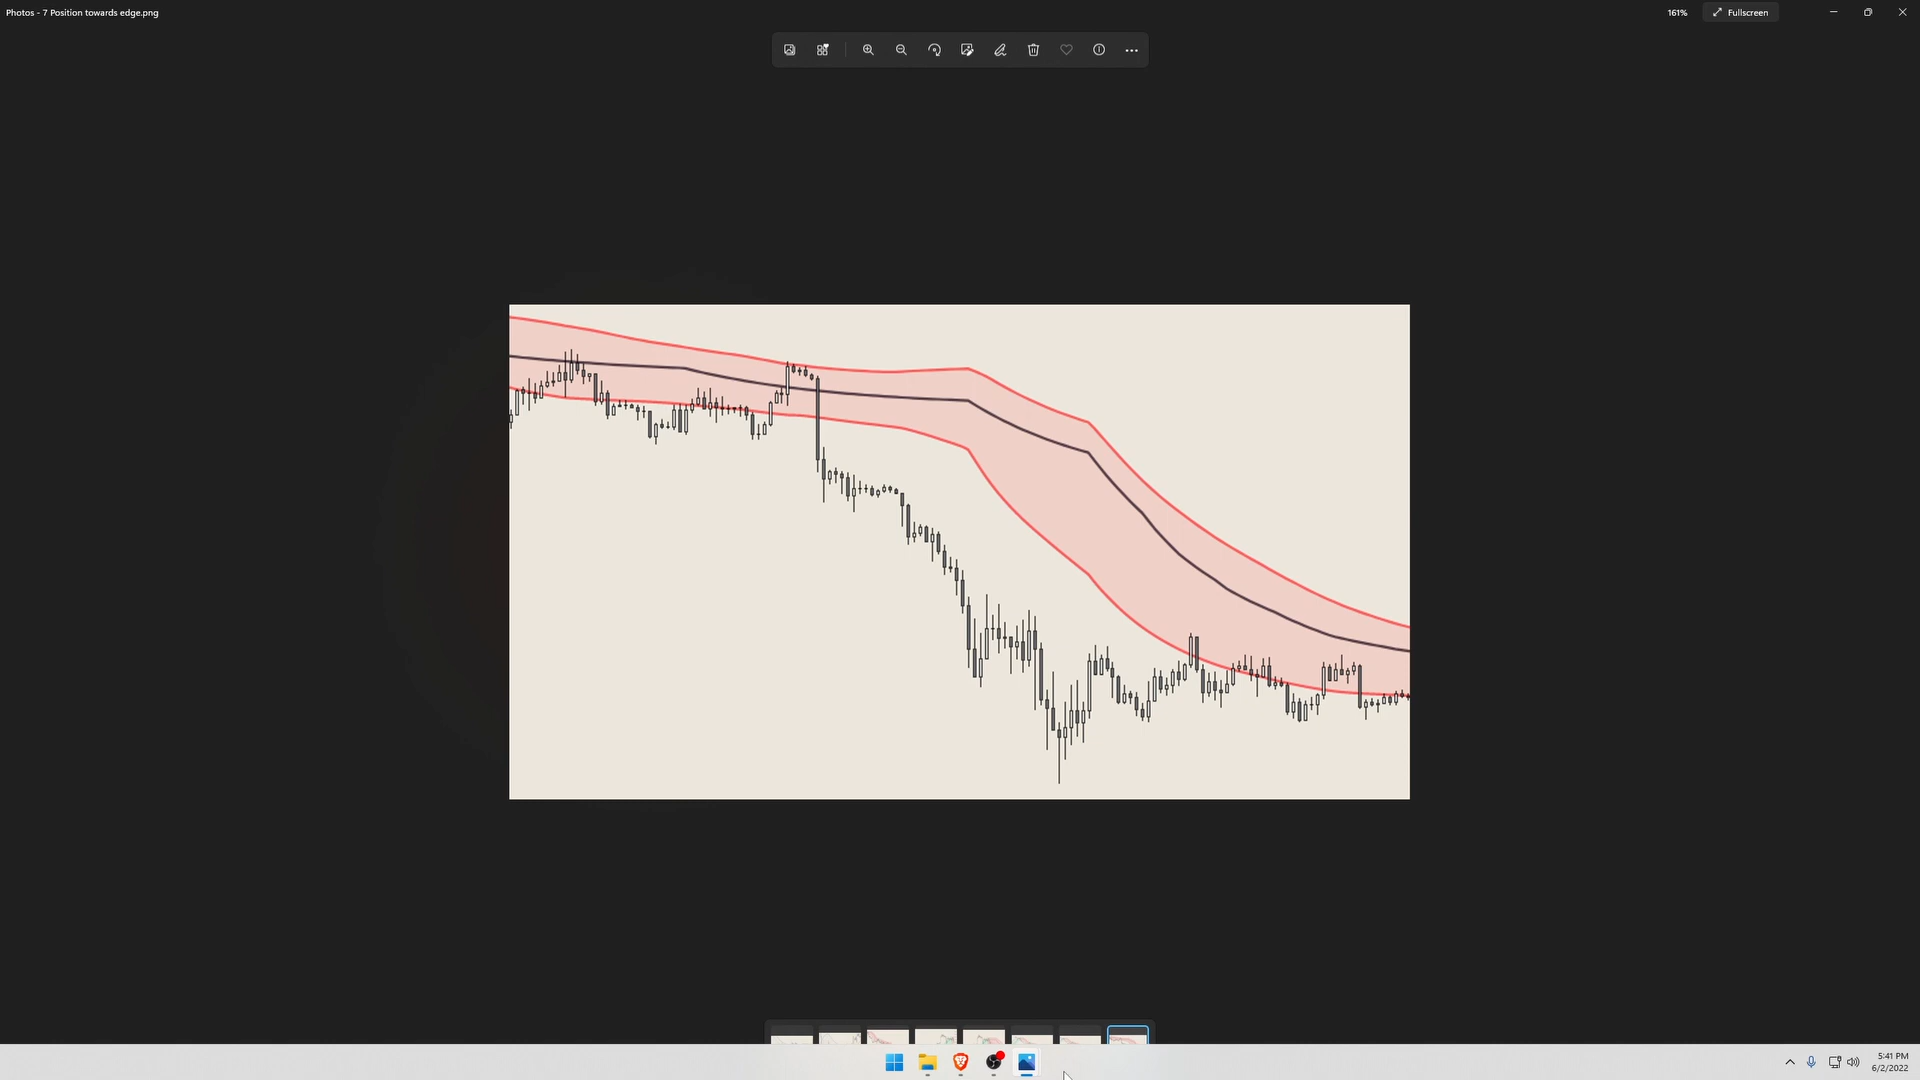 Photos - 7 Position towards edge.png
161%
Fullscreen
5:41 PM
6/2/2022